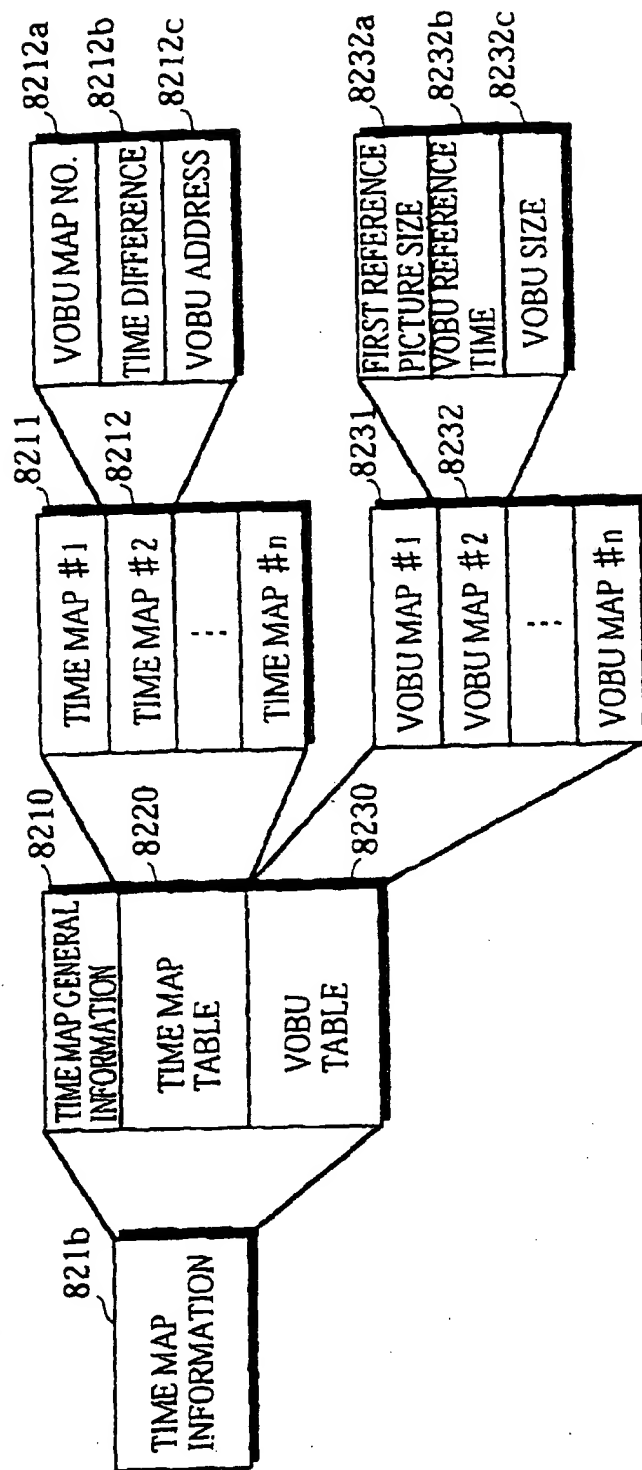 821b
TIME MAP
INFORMATION
8210
TIME MAP GENERAL
INFORMATION
8220
TIME MAP
TABLE
8230
VOBU
TABLE
8211
TIME MAP #1
8212
TIME MAP #2
...
TIME MAP #n
8231
VOBU MAP #1
8232
VOBU MAP #2
...
VOBU MAP #n
8212a
VOBU MAP NO.
8212b
TIME DIFFERENCE
8212c
VOBU ADDRESS
8232a
FIRST REFERENCE
PICTURE SIZE
8232b
VOBU REFERENCE
TIME
8232c
VOBU SIZE